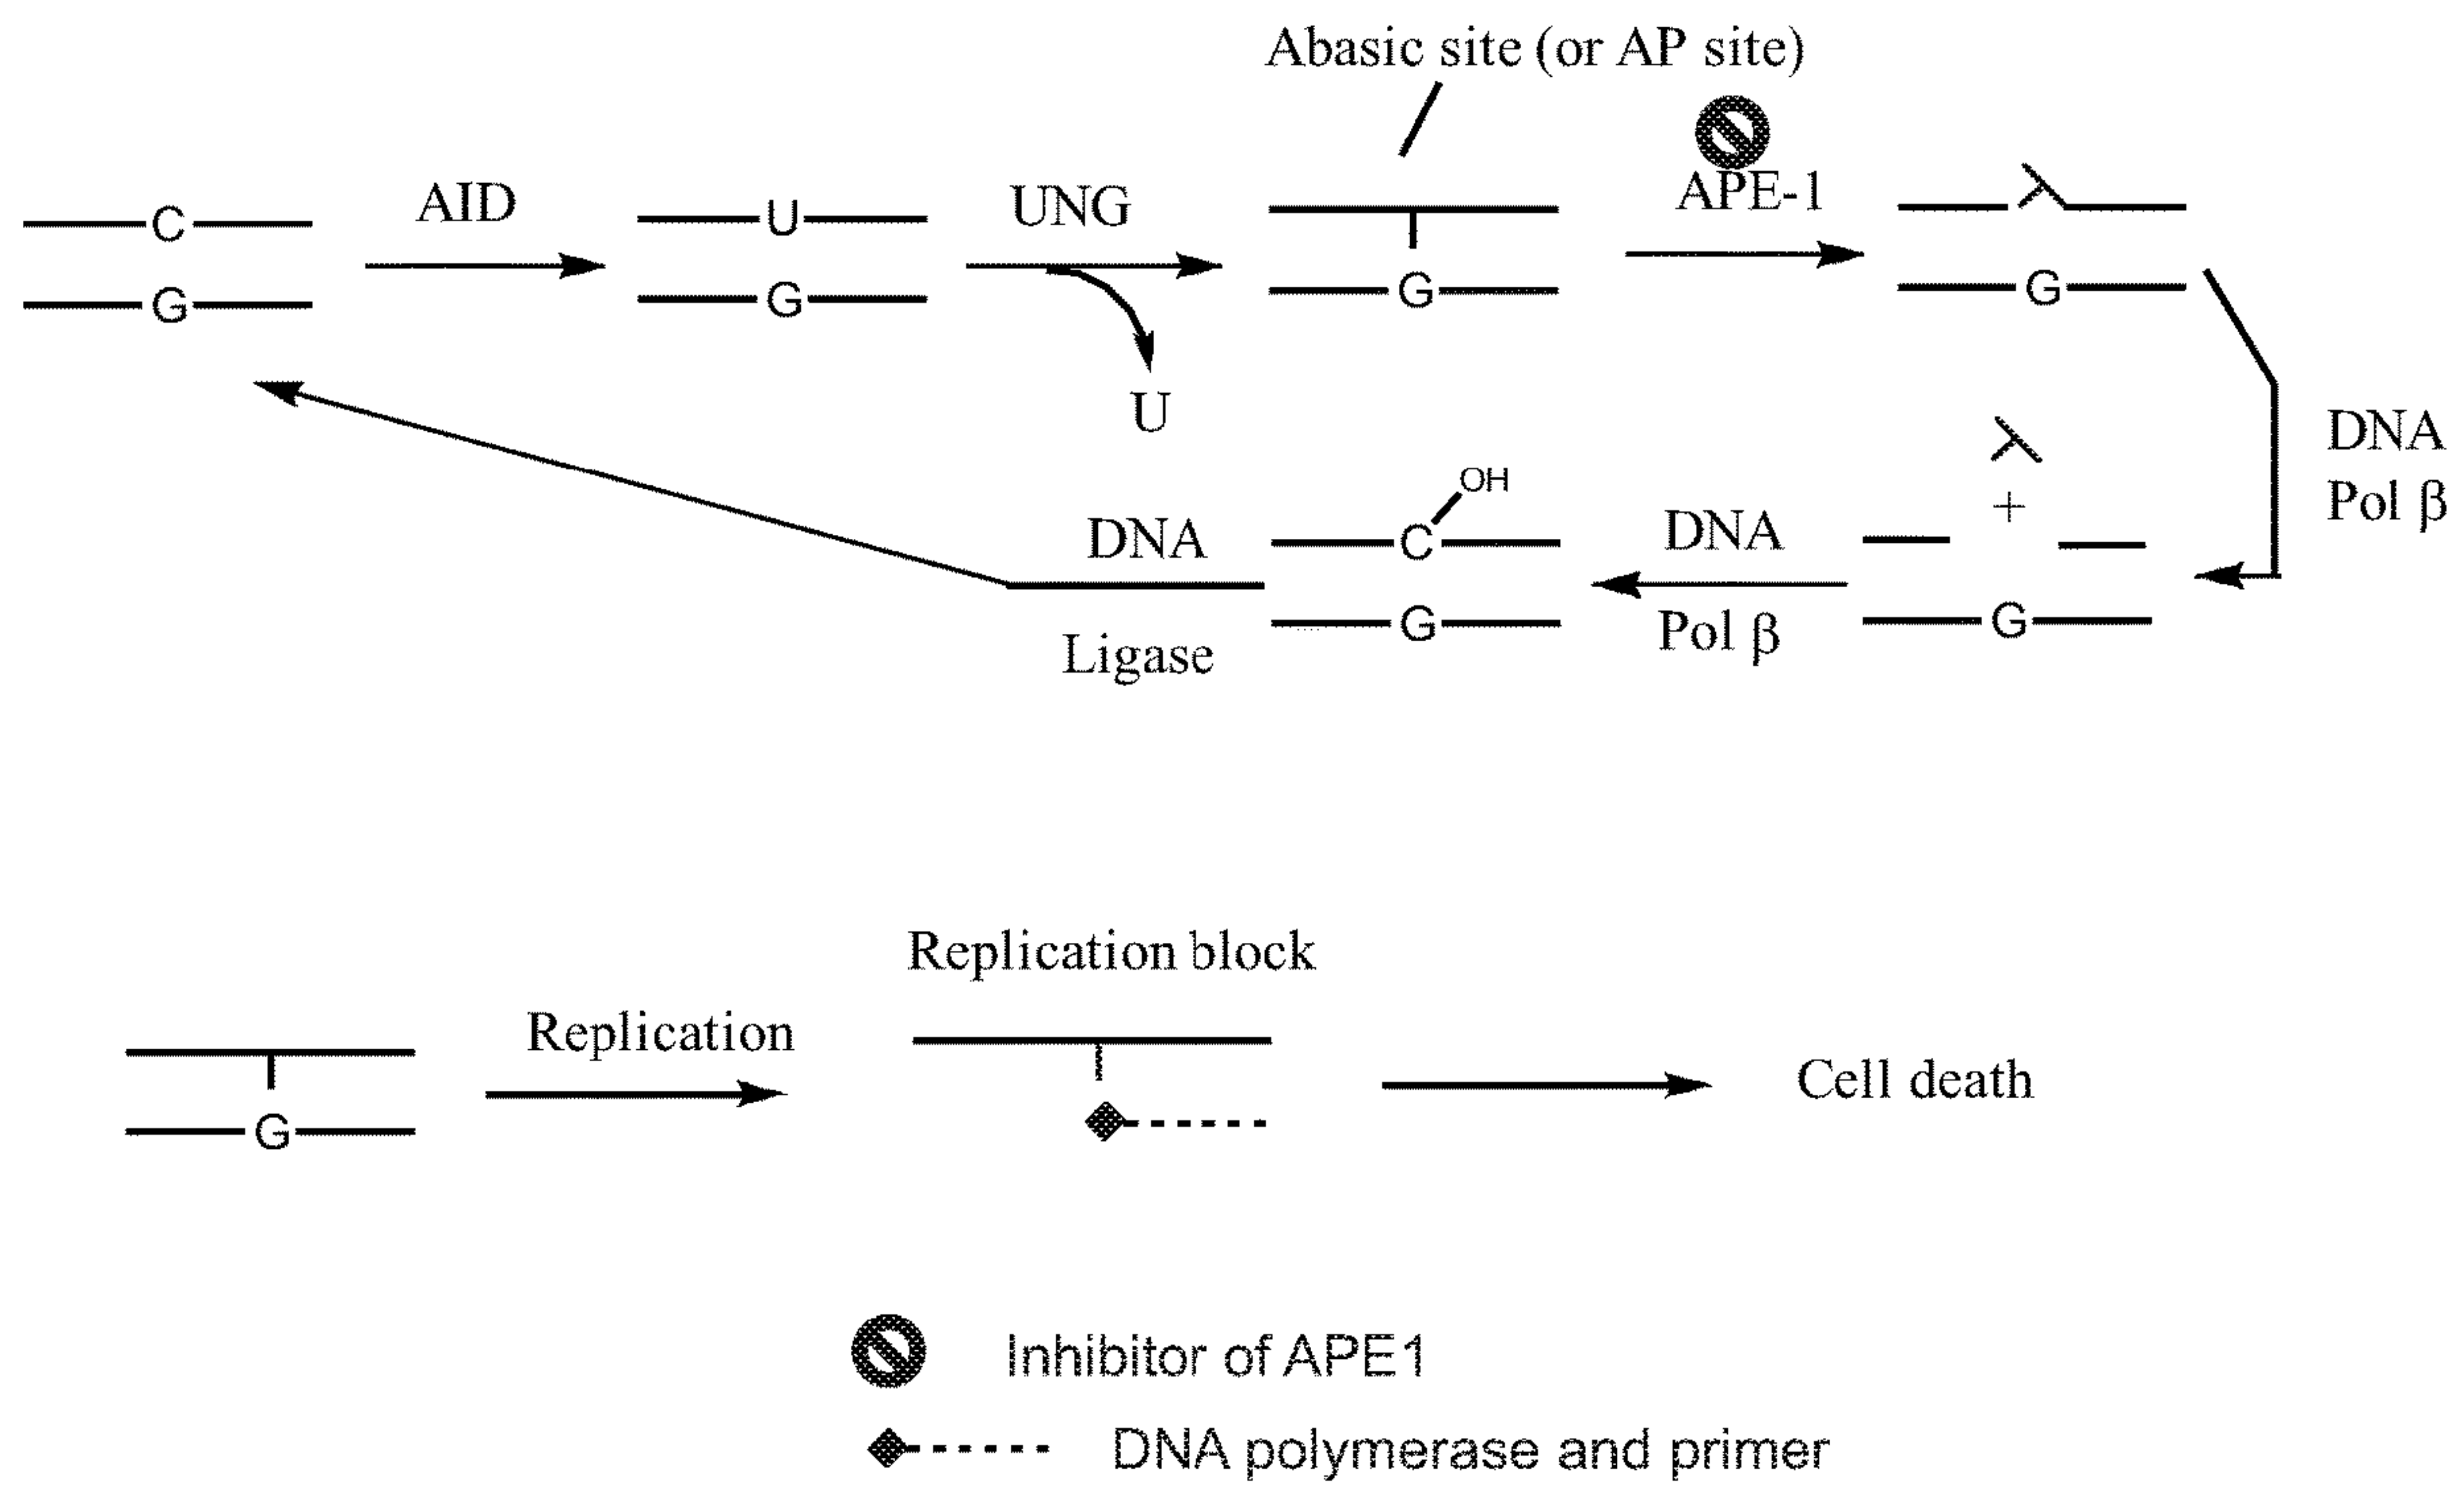 Abasic site (or AP site)
APE-1
AID
UNG
C
G
U
G
U
G
G
DNA
Pol β
+
G
DNA
Pol β
OH
C
G
DNA
Ligase
Replication block
Replication
G
Cell death
Inhibitor of APE1
DNA polymerase and primer